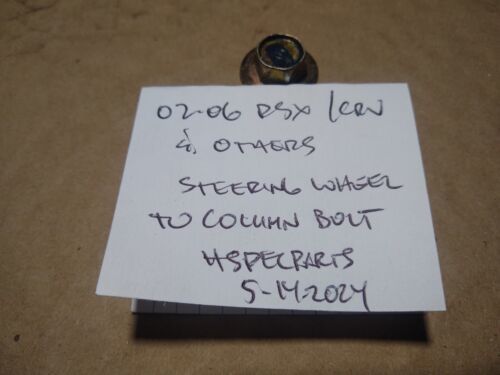 02-06 RSX / CRV
& OTHERS
STEERING WHEEL
TO COLUMN BOLT
HSPECPARTS
5-14-2024